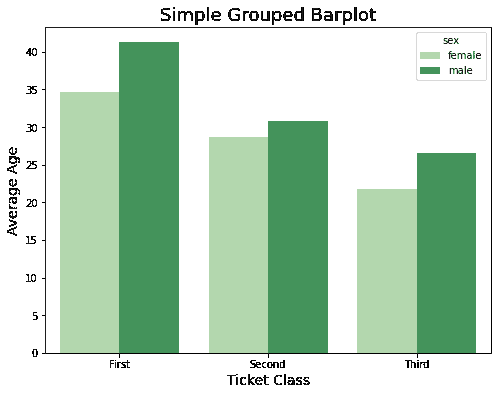 Simple Grouped Barplot
sex
female
male
Average Age
40
35
30
25
20
15
10
5
0
First
Second
Third
Ticket Class